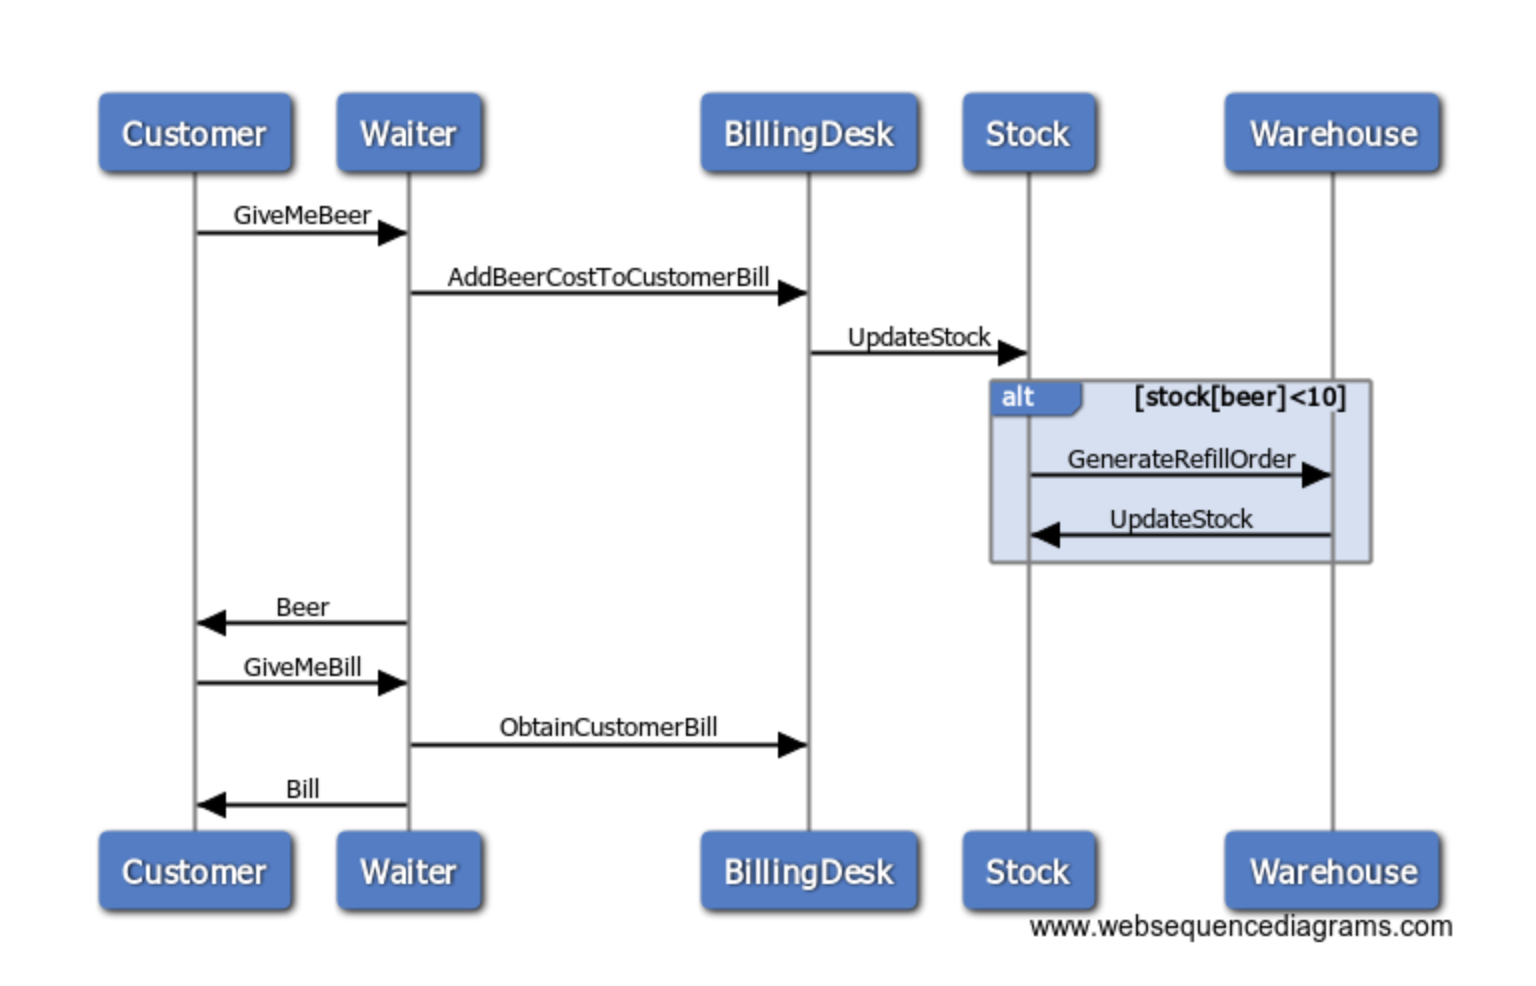 Customer
Waiter
BillingDesk
Stock
Warehouse
GiveMeBeer
AddBeerCostToCustomerBill
UpdateStock
alt
[stock[beer]<10]
GenerateRefillOrder
UpdateStock
Beer
GiveMeBill
ObtainCustomerBill
Bill
Customer
Waiter
BillingDesk
Stock
Warehouse
www.websequencediagrams.com